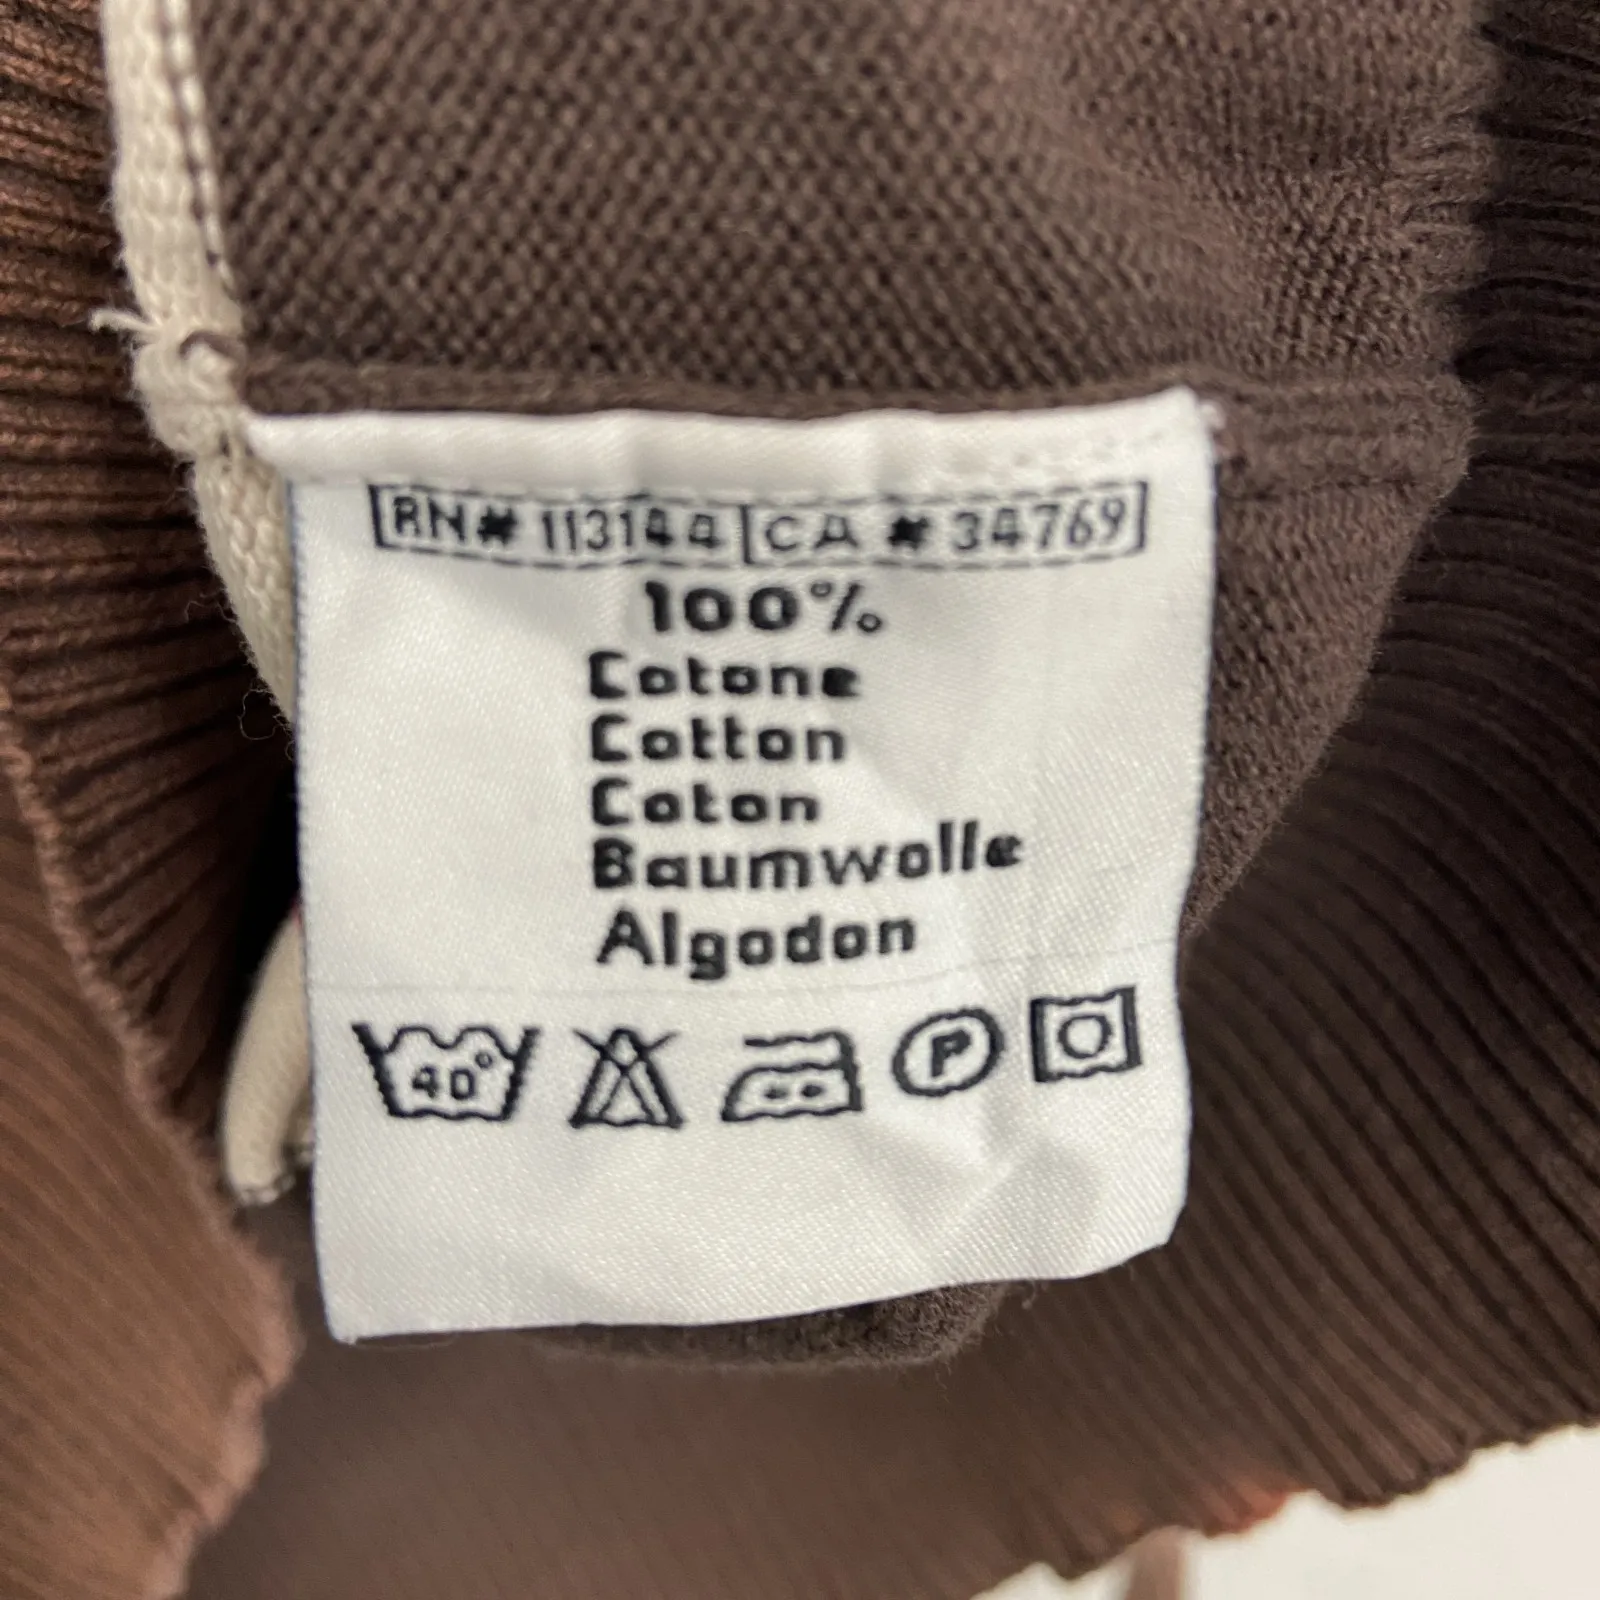 RN# 113144 CA # 34769
100%
Cotone
Cotton
Coton
Baumwolle
Algodon
40° P